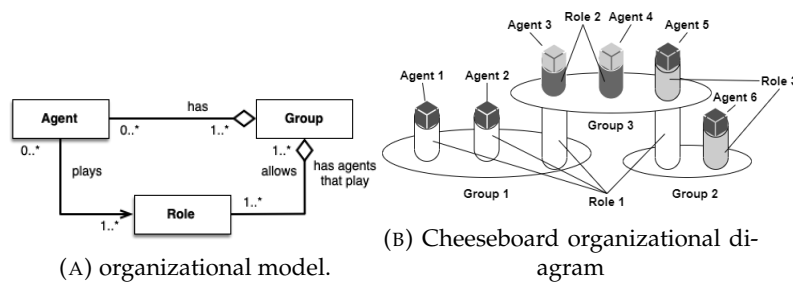 Agent
has
0..*
1..*
Group
0..*
plays
1..*
Role
1..*
1..*
allows
has agents
that play
(A) organizational model.
Agent 3
Role 2
Agent 4
Agent 5
Agent 1
Agent 2
Role 3
Agent 6
Group 3
Group 1
Role 1
Group 2
(B) Cheeseboard organizational di-
agram